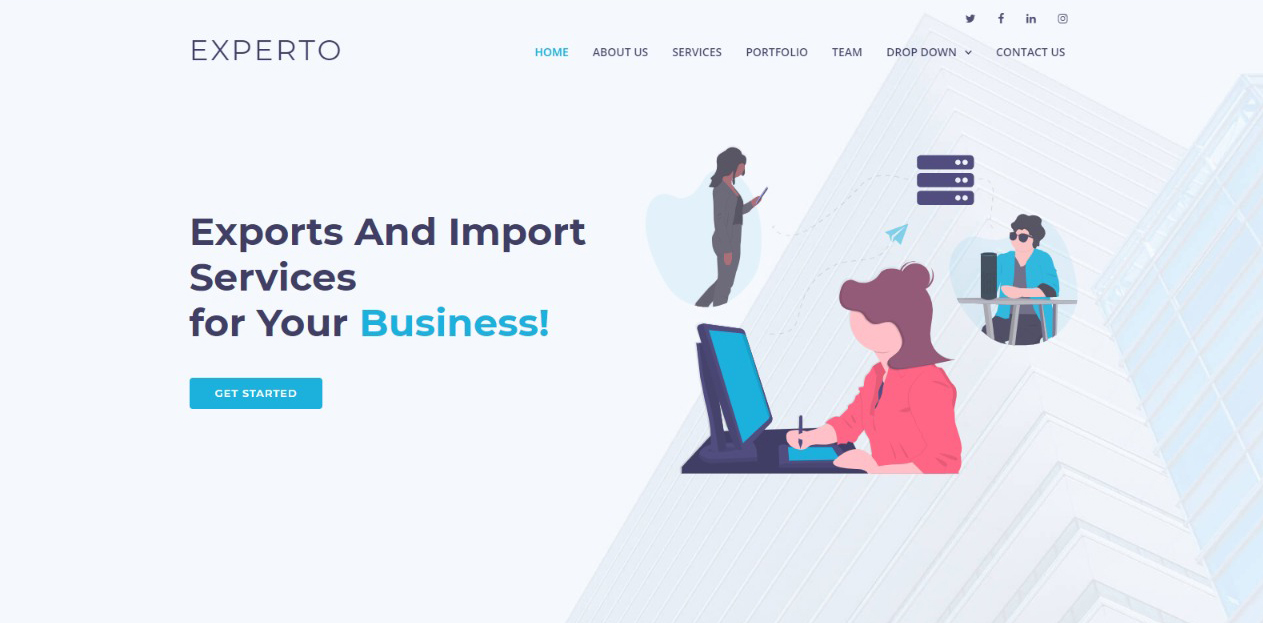 EXPERTO
HOME ABOUT US SERVICES PORTFOLIO TEAM DROP DOWN CONTACT US
Exports And Import
Services
for Your Business!
GET STARTED